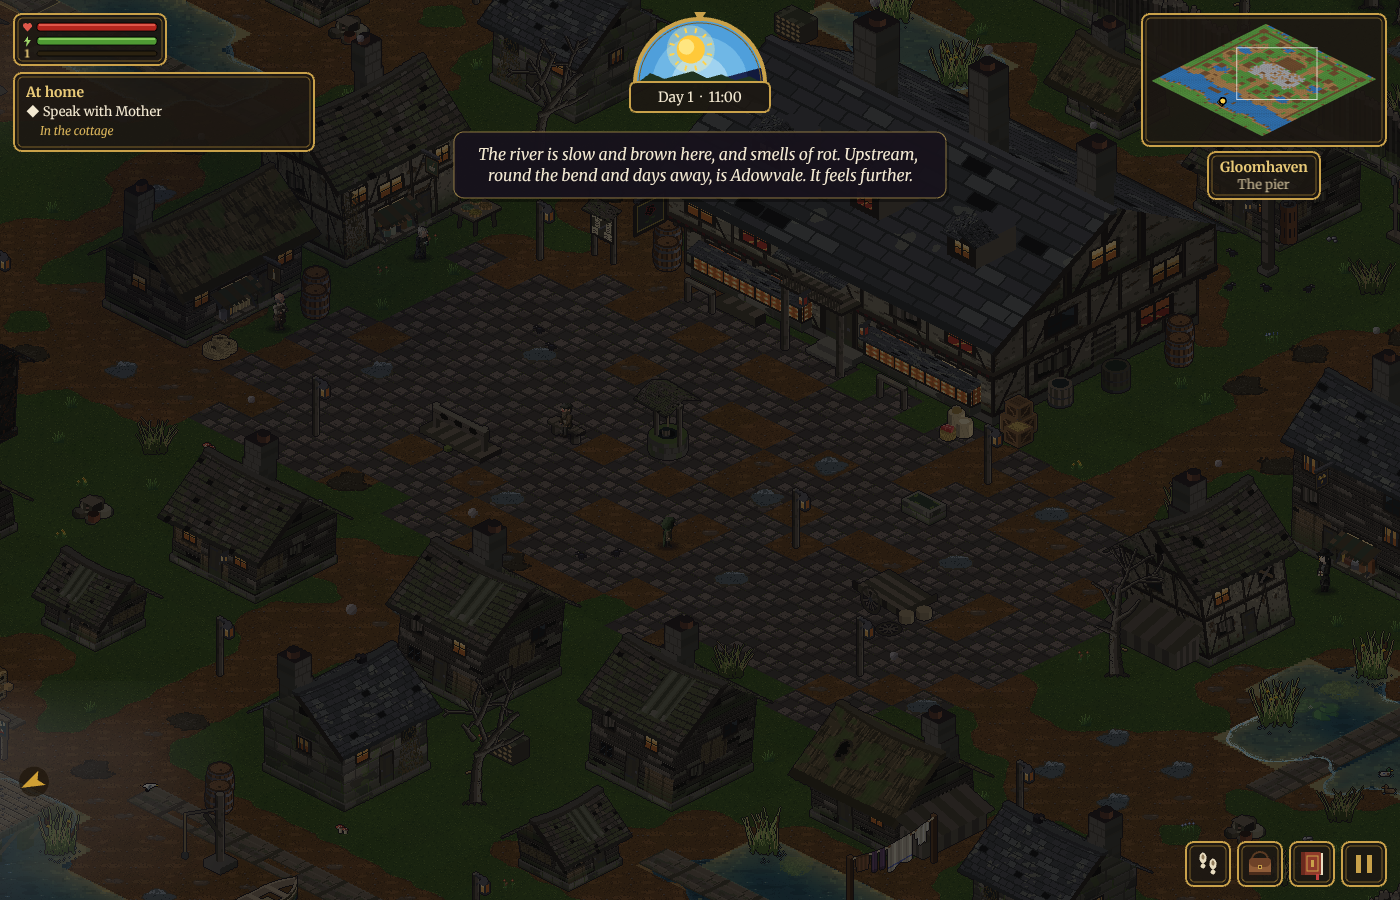 1
At home
Speak with Mother
In the cottage
Day 1 · 11:00
The river is slow and brown here, and smells of rot. Upstream,
round the bend and days away, is Adowvale. It feels further.
Gloomhaven
The pier